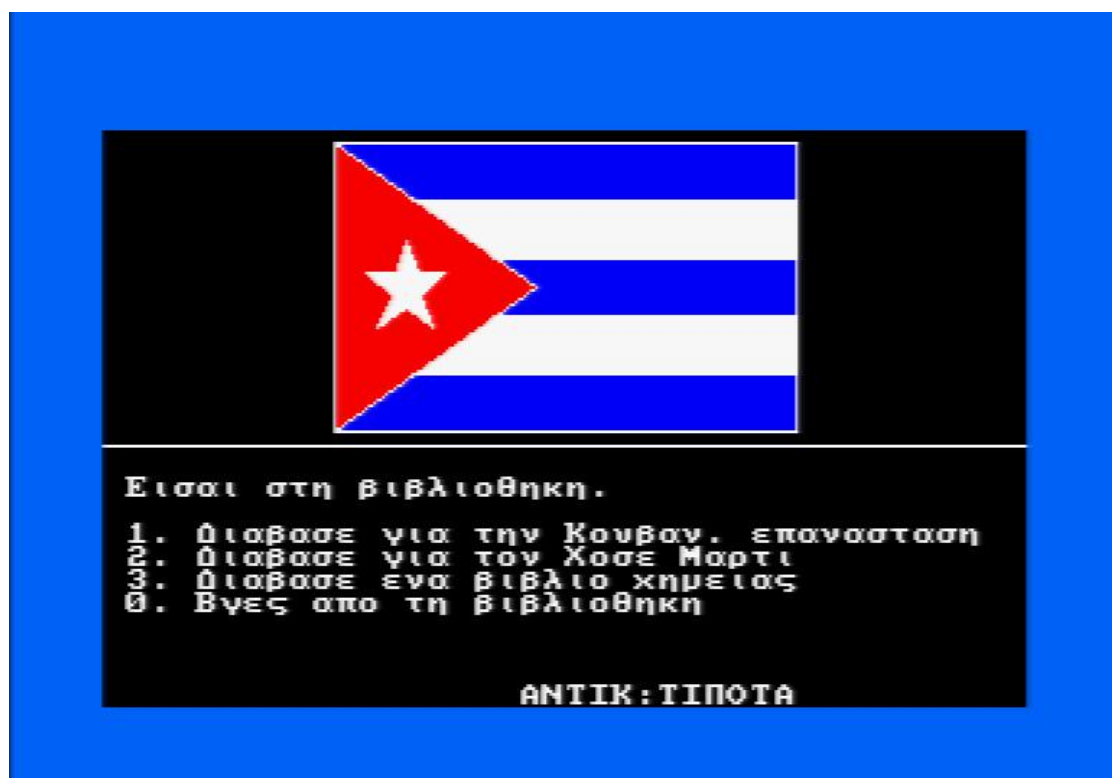 Εισαι στη βιβλιοθηκη.
1. Διαβασε για την Κουβαν. επανασταση
2. Διαβασε για τον Χοσε Μαρτι
3. Διαβασε ενα βιβλιο χημειας
0. Βγες απο τη βιβλιοθηκη
ΑΝΤΙΚ:ΤΙΠΟΤΑ